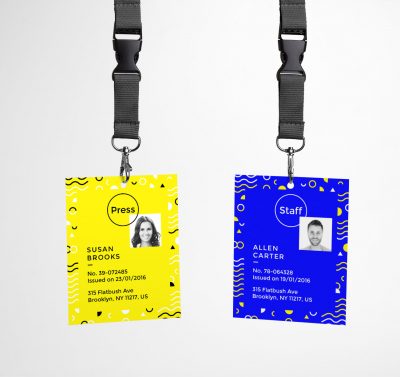 Press
SUSAN
BROOKS
No. 39-072485
Issued on 23/01/2016
315 Flatbush Ave
Brooklyn, NY 11217, US
Staff
ALLEN
CARTER
No. 78-064328
Issued on 19/01/2016
315 Flatbush Ave
Brooklyn, NY 11217, US